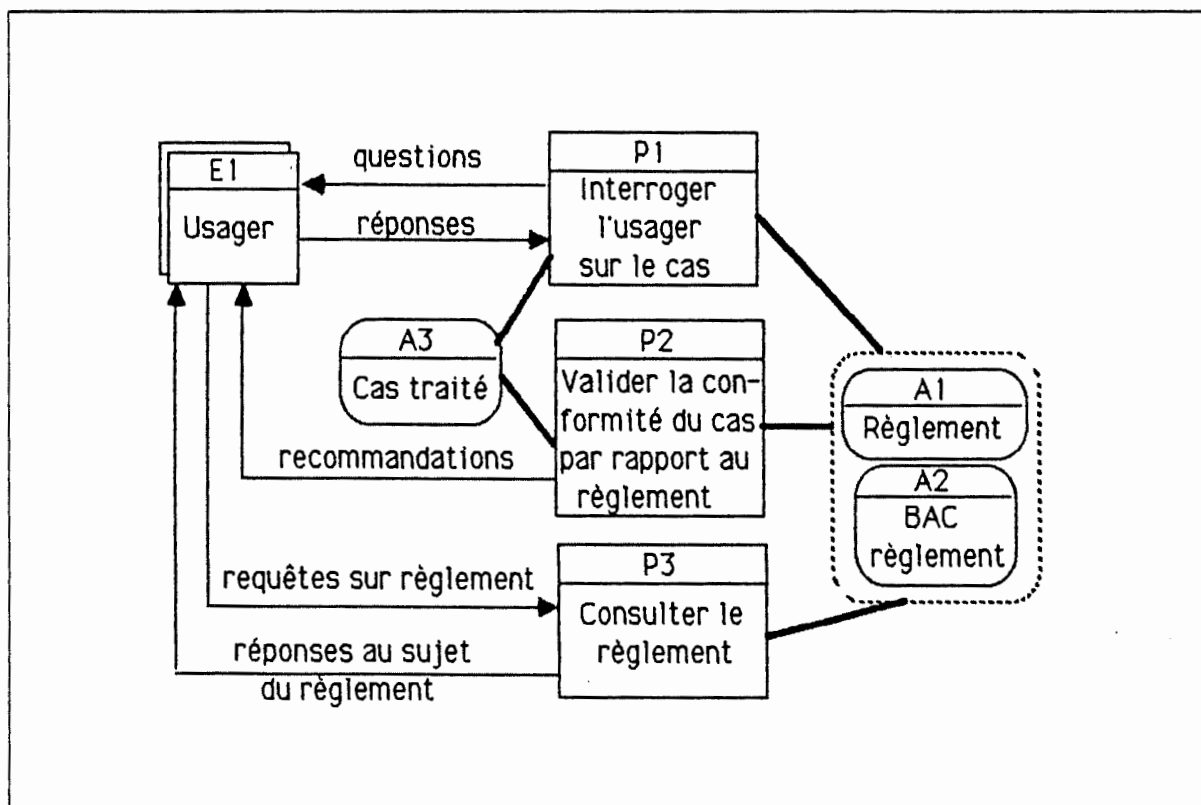 E1
Usager
questions
réponses
P1
Interroger
l'usager
sur le cas
A3
Cas traité
P2
Valider la con-
formité du cas
par rapport au
règlement
recommandations
A1
Règlement
A2
BAC
règlement
requêtes sur règlement
réponses au sujet
du règlement
P3
Consulter le
règlement